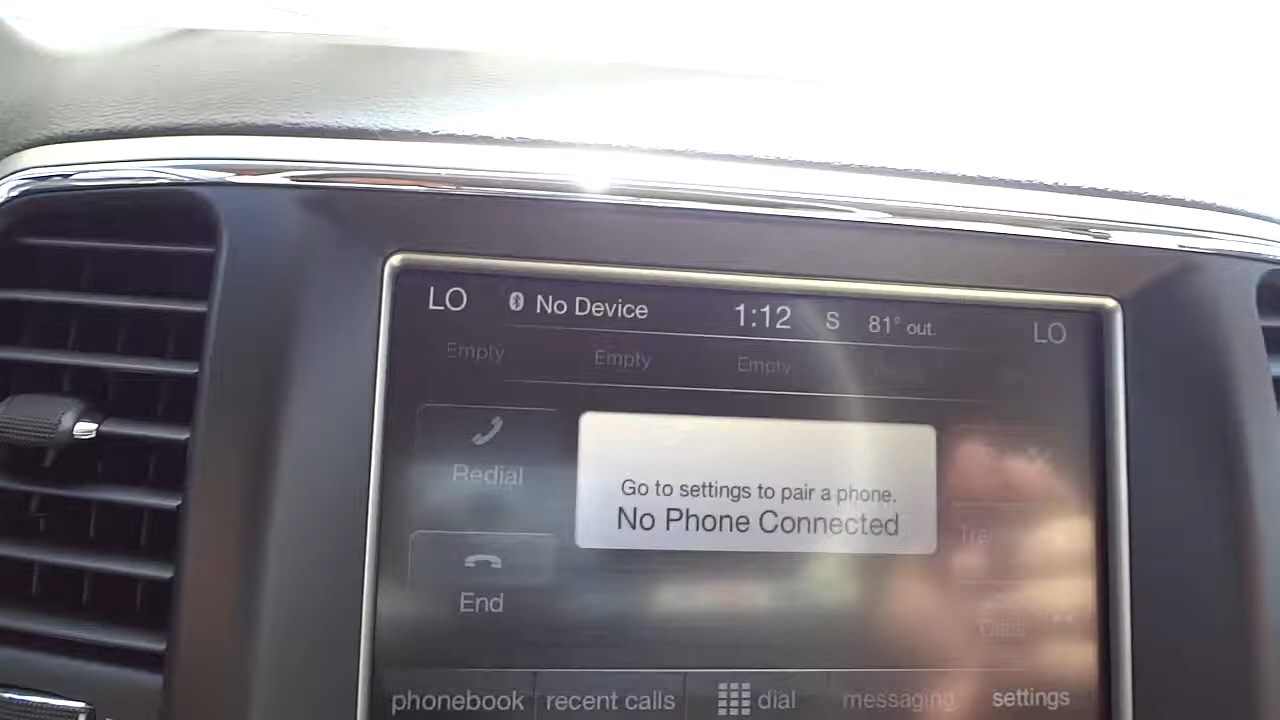 LO No Device 1:12 S 81° out. LO
Empty Empty Empty
Redial
Go to settings to pair a phone.
No Phone Connected
End
phonebook recent calls dial messaging settings